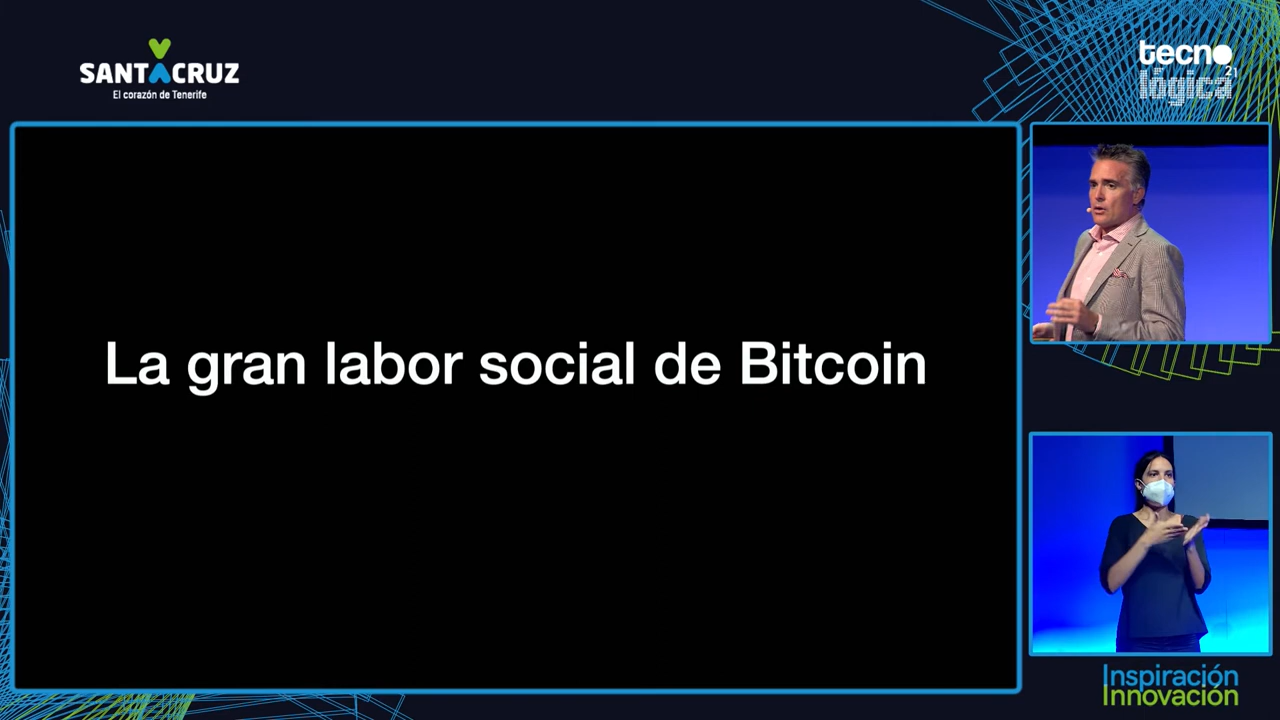 SANTACRUZ
El corazón de Tenerife
tecno
lógica
21
La gran labor social de Bitcoin
Inspiración
Innovación